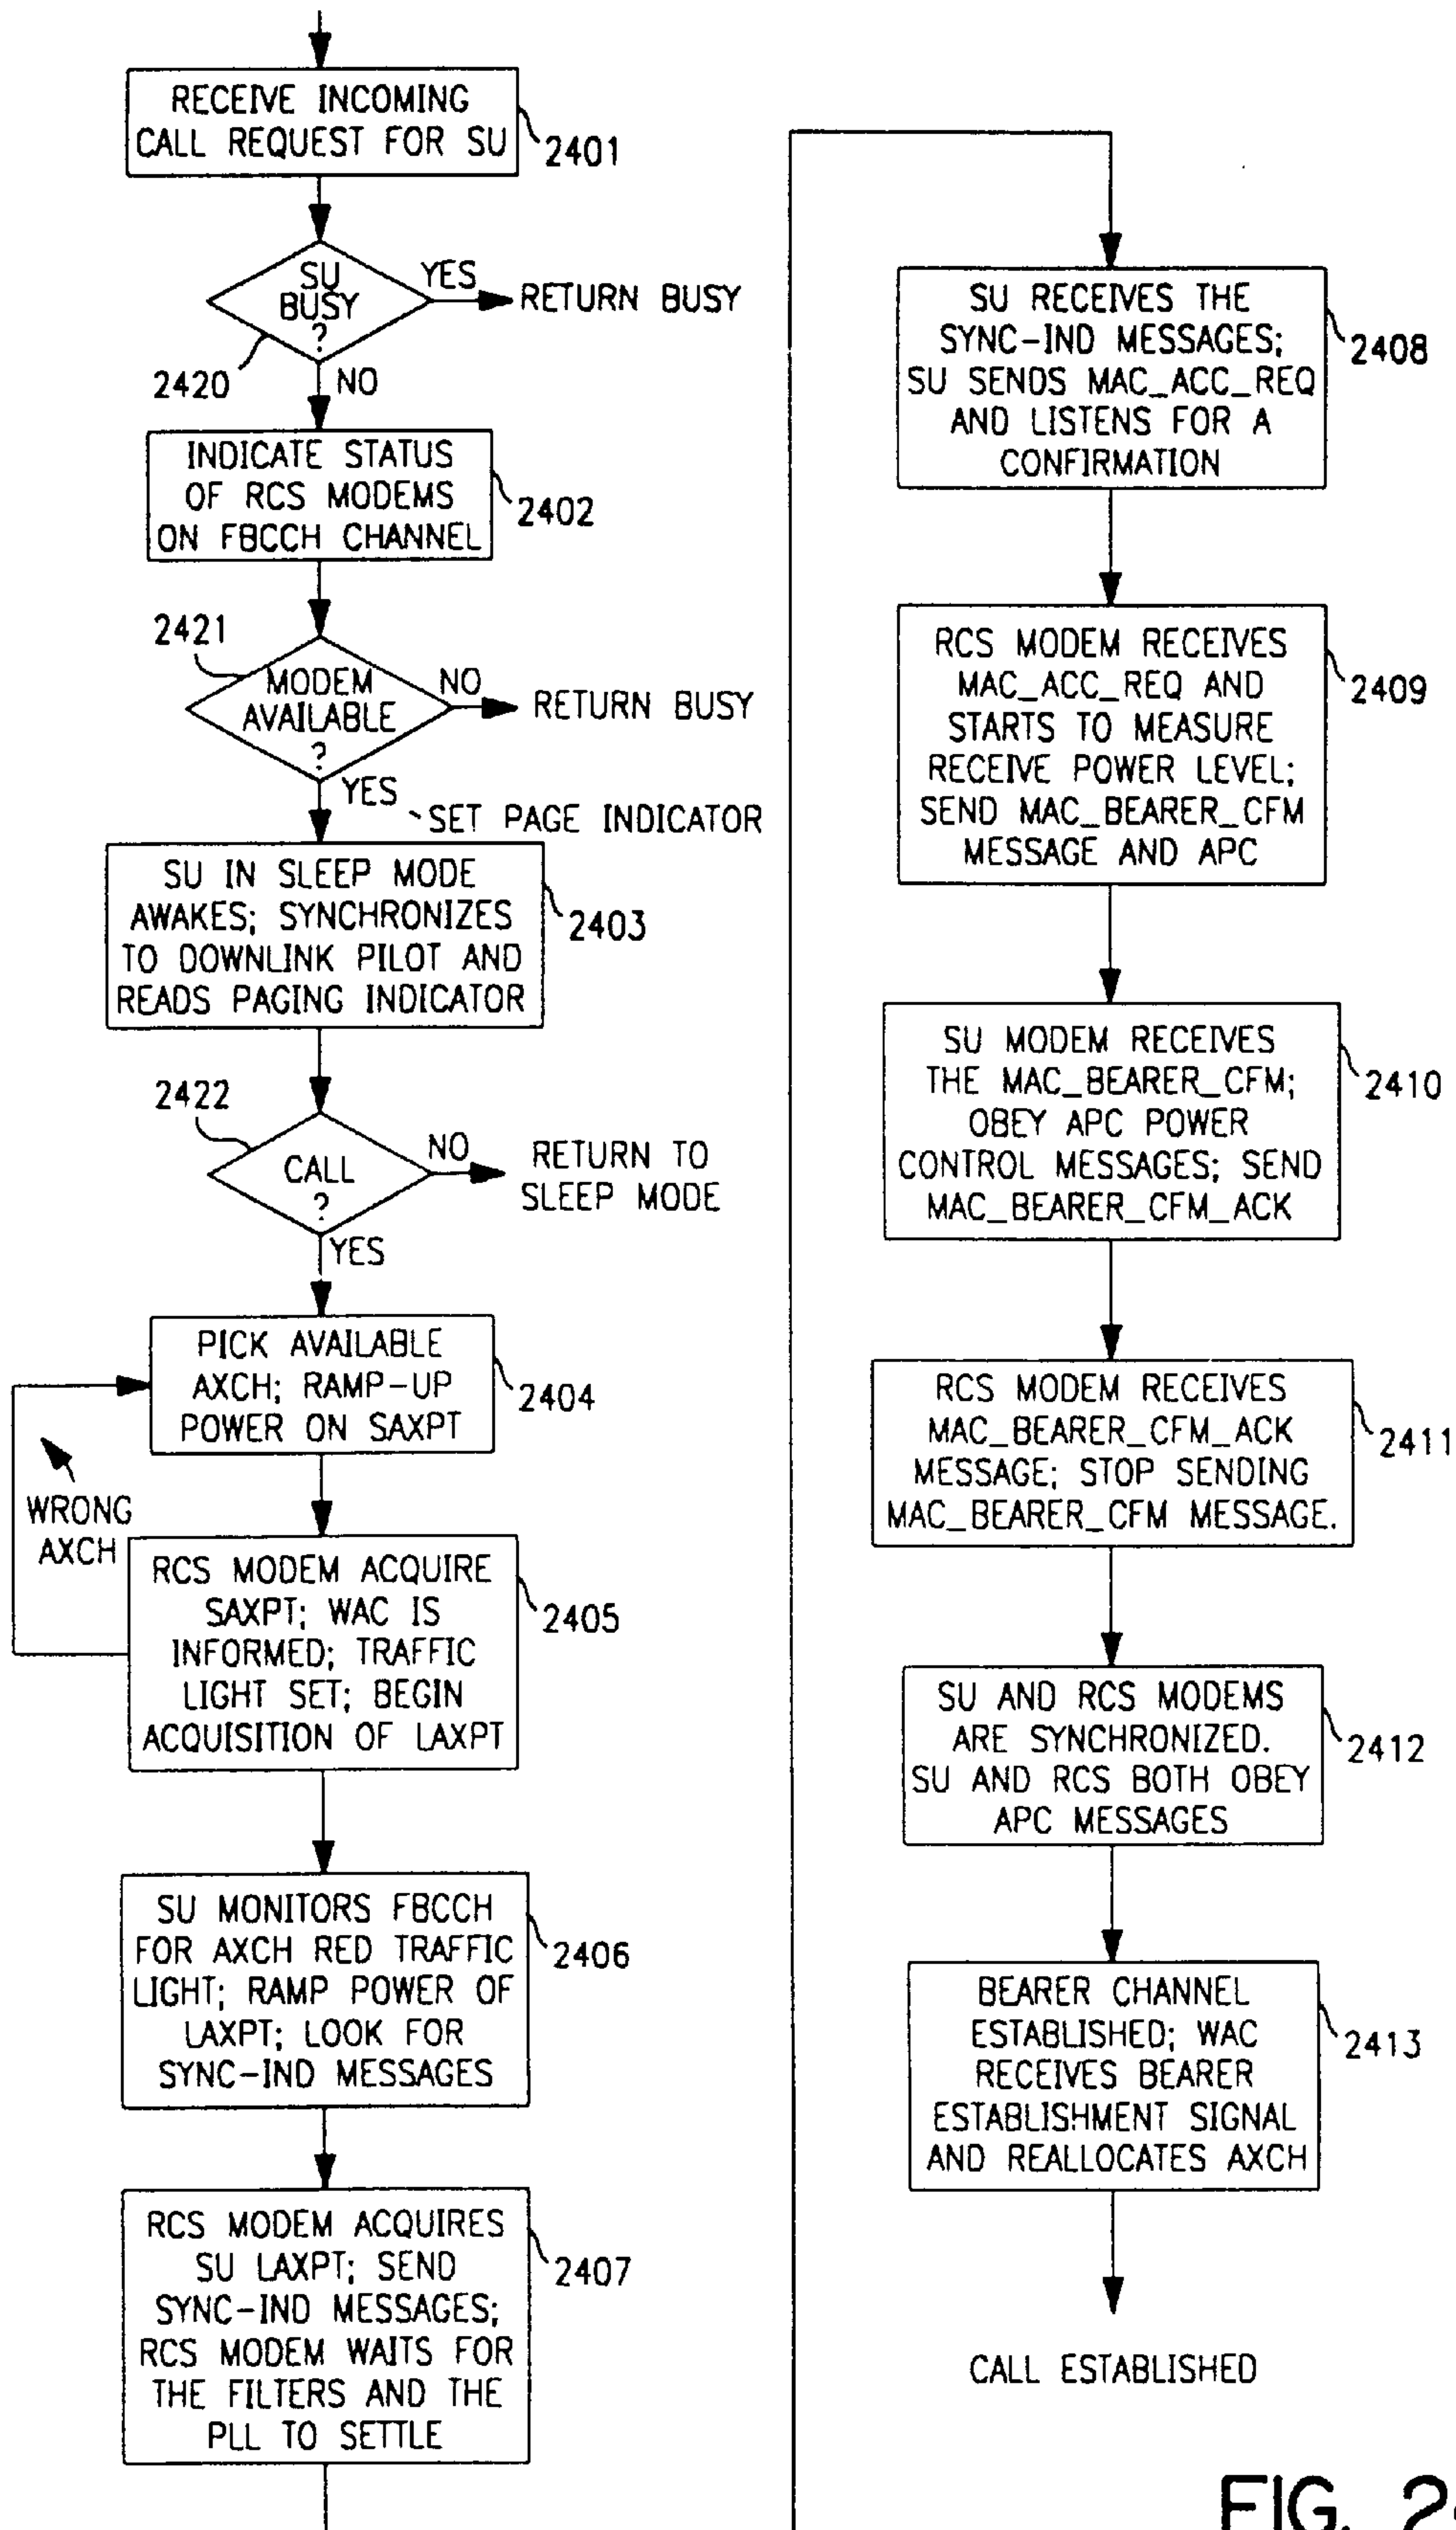 RECEIVE INCOMING
CALL REQUEST FOR SU
2401
SU
BUSY
?
YES
RETURN BUSY
2420
NO
INDICATE STATUS
OF RCS MODEMS
ON FBCCH CHANNEL
2402
2421
MODEM
AVAILABLE
?
NO
RETURN BUSY
YES
SET PAGE INDICATOR
SU IN SLEEP MODE
AWAKES; SYNCHRONIZES
TO DOWNLINK PILOT AND
READS PAGING INDICATOR
2403
2422
CALL
?
NO
RETURN TO
SLEEP MODE
YES
PICK AVAILABLE
AXCH; RAMP-UP
POWER ON SAXPT
2404
WRONG
AXCH
RCS MODEM ACQUIRE
SAXPT; WAC IS
INFORMED; TRAFFIC
LIGHT SET; BEGIN
ACQUISITION OF LAXPT
2405
SU MONITORS FBCCH
FOR AXCH RED TRAFFIC
LIGHT; RAMP POWER OF
LAXPT; LOOK FOR
SYNC-IND MESSAGES
2406
RCS MODEM ACQUIRES
SU LAXPT; SEND
SYNC-IND MESSAGES;
RCS MODEM WAITS FOR
THE FILTERS AND THE
PLL TO SETTLE
2407
SU RECEIVES THE
SYNC-IND MESSAGES;
SU SENDS MAC_ACC_REQ
AND LISTENS FOR A
CONFIRMATION
2408
RCS MODEM RECEIVES
MAC_ACC_REQ AND
STARTS TO MEASURE
RECEIVE POWER LEVEL;
SEND MAC_BEARER_CFM
MESSAGE AND APC
2409
SU MODEM RECEIVES
THE MAC_BEARER_CFM;
OBEY APC POWER
CONTROL MESSAGES; SEND
MAC_BEARER_CFM_ACK
2410
RCS MODEM RECEIVES
MAC_BEARER_CFM_ACK
MESSAGE; STOP SENDING
MAC_BEARER_CFM MESSAGE.
2411
SU AND RCS MODEMS
ARE SYNCHRONIZED.
SU AND RCS BOTH OBEY
APC MESSAGES
2412
BEARER CHANNEL
ESTABLISHED; WAC
RECEIVES BEARER
ESTABLISHMENT SIGNAL
AND REALLOCATES AXCH
2413
CALL ESTABLISHED
FIG. 2